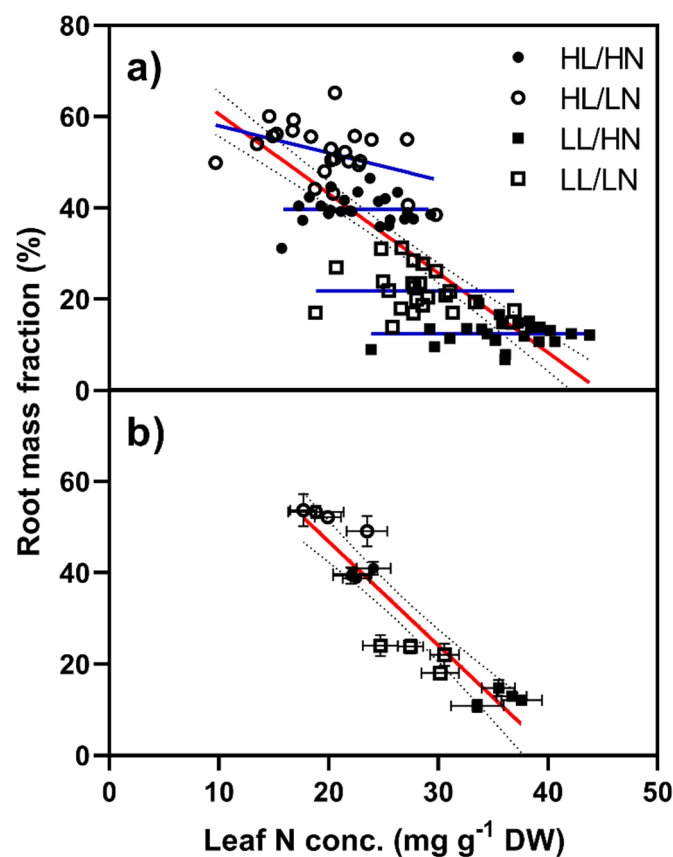 80
60
40
20
0
a)
HL/HN
HL/LN
LL/HN
LL/LN
60
40
20
0
b)
Root mass fraction (%)
0 10 20 30 40 50
Leaf N conc. (mg g⁻¹ DW)